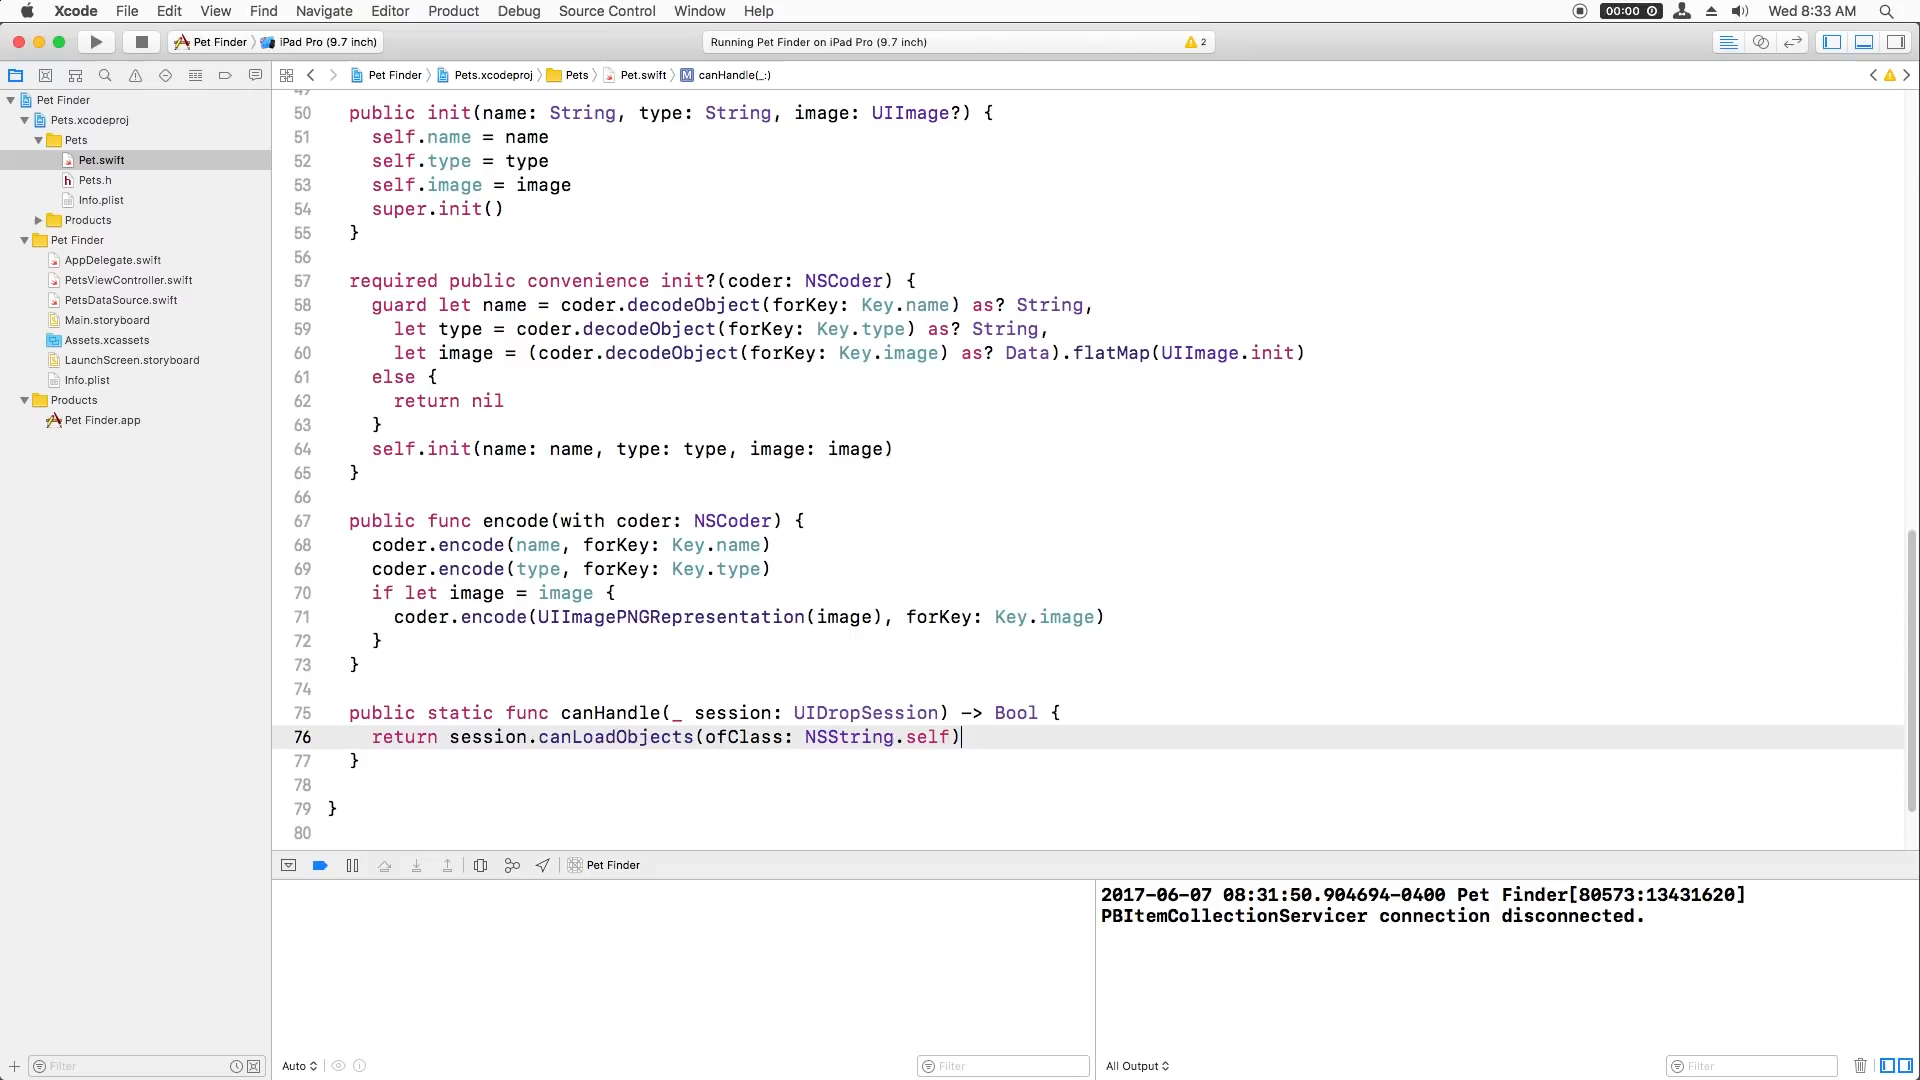 Xcode File Edit View Find Navigate Editor Product Debug Source Control Window Help 00:00 Wed 8:33 AM
Pet Finder iPad Pro (9.7 inch) Running Pet Finder on iPad Pro (9.7 inch) 2
Pet Finder Pets.xcodeproj Pets Pet.swift M canHandle(_:)
Pet Finder
Pets.xcodeproj
Pets
Pet.swift
h Pets.h
Info.plist
Products
Pet Finder
AppDelegate.swift
PetsViewController.swift
PetsDataSource.swift
Main.storyboard
Assets.xcassets
LaunchScreen.storyboard
Info.plist
Products
Pet Finder.app
Filter
49
50 public init(name: String, type: String, image: UIImage?) {
51 self.name = name
52 self.type = type
53 self.image = image
54 super.init()
55 }
56
57 required public convenience init?(coder: NSCoder) {
58 guard let name = coder.decodeObject(forKey: Key.name) as? String,
59 let type = coder.decodeObject(forKey: Key.type) as? String,
60 let image = (coder.decodeObject(forKey: Key.image) as? Data).flatMap(UIImage.init)
61 else {
62 return nil
63 }
64 self.init(name: name, type: type, image: image)
65 }
66
67 public func encode(with coder: NSCoder) {
68 coder.encode(name, forKey: Key.name)
69 coder.encode(type, forKey: Key.type)
70 if let image = image {
71 coder.encode(UIImagePNGRepresentation(image), forKey: Key.image)
72 }
73 }
74
75 public static func canHandle(_ session: UIDropSession) -> Bool {
76 return session.canLoadObjects(ofClass: NSString.self)
77 }
78
79 }
80
Pet Finder
2017-06-07 08:31:50.904694-0400 Pet Finder[80573:13431620]
PBItemCollectionServicer connection disconnected.
Auto Filter All Output Filter